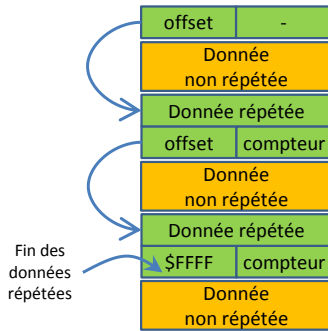 offset -
Donnée
non répétée
Donnée répétée
offset compteur
Donnée
non répétée
Donnée répétée
Fin des
données
répétées
$FFFF compteur
Donnée
non répétée